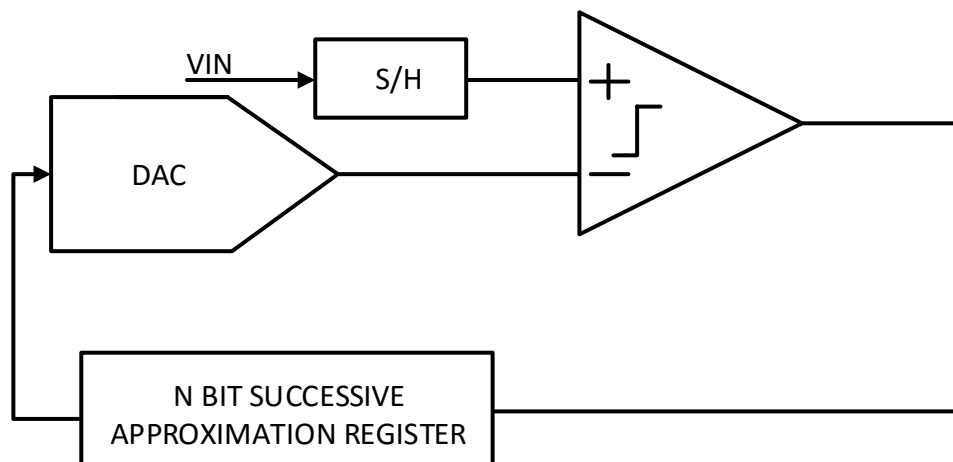 VIN
S/H
DAC
N BIT SUCCESSIVE
APPROXIMATION REGISTER